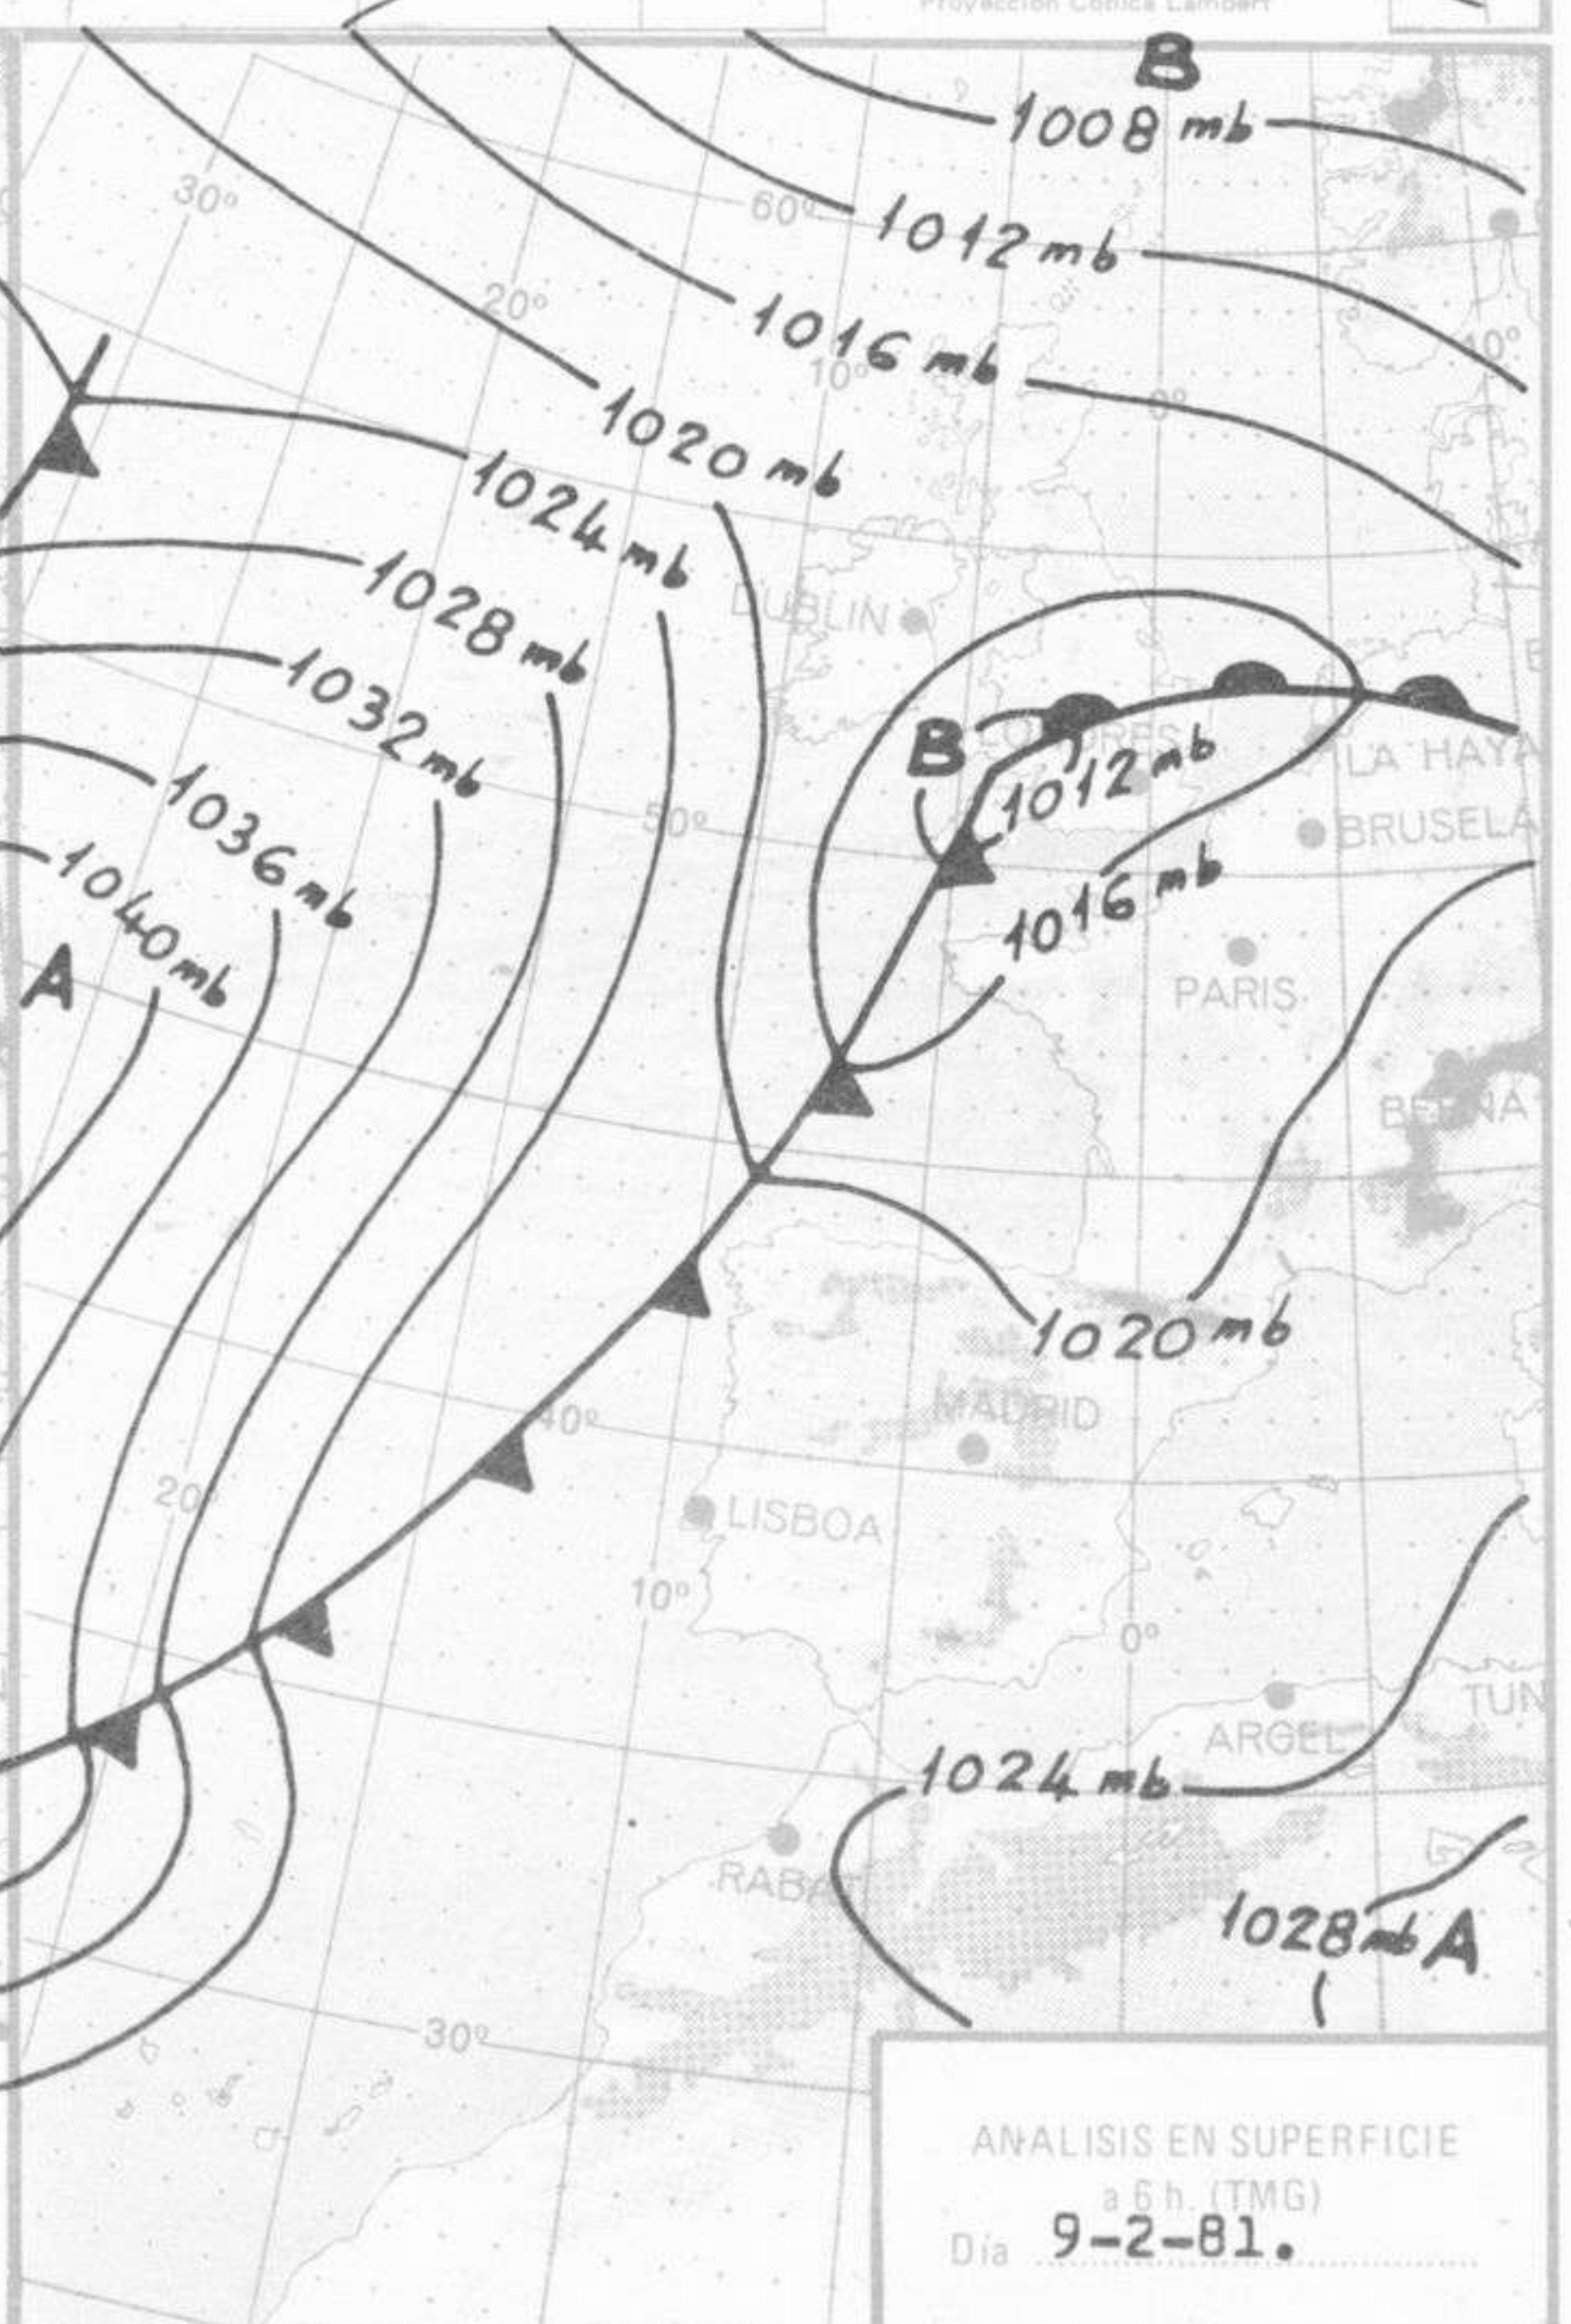 Proyección Cónica Lambert
B
1008 mb
30°
60°
1012 mb
20°
1016 mb
10°
10°
0°
1020 mb
1024 mb
DUBLIN
1028 mb
1032 mb
B
LONDRES
1012 mb
LA HAYA
1036 mb
50°
BRUSELA
1040 mb
1016 mb
A
PARIS
BERNA
1020 mb
MADRID
40°
20°
LISBOA
10°
0°
TUN
ARGEL
1024 mb
RABAT
1028 mb A
30°
ANALISIS EN SUPERFICIE
a 6 h. (TMG)
Día 9-2-81.